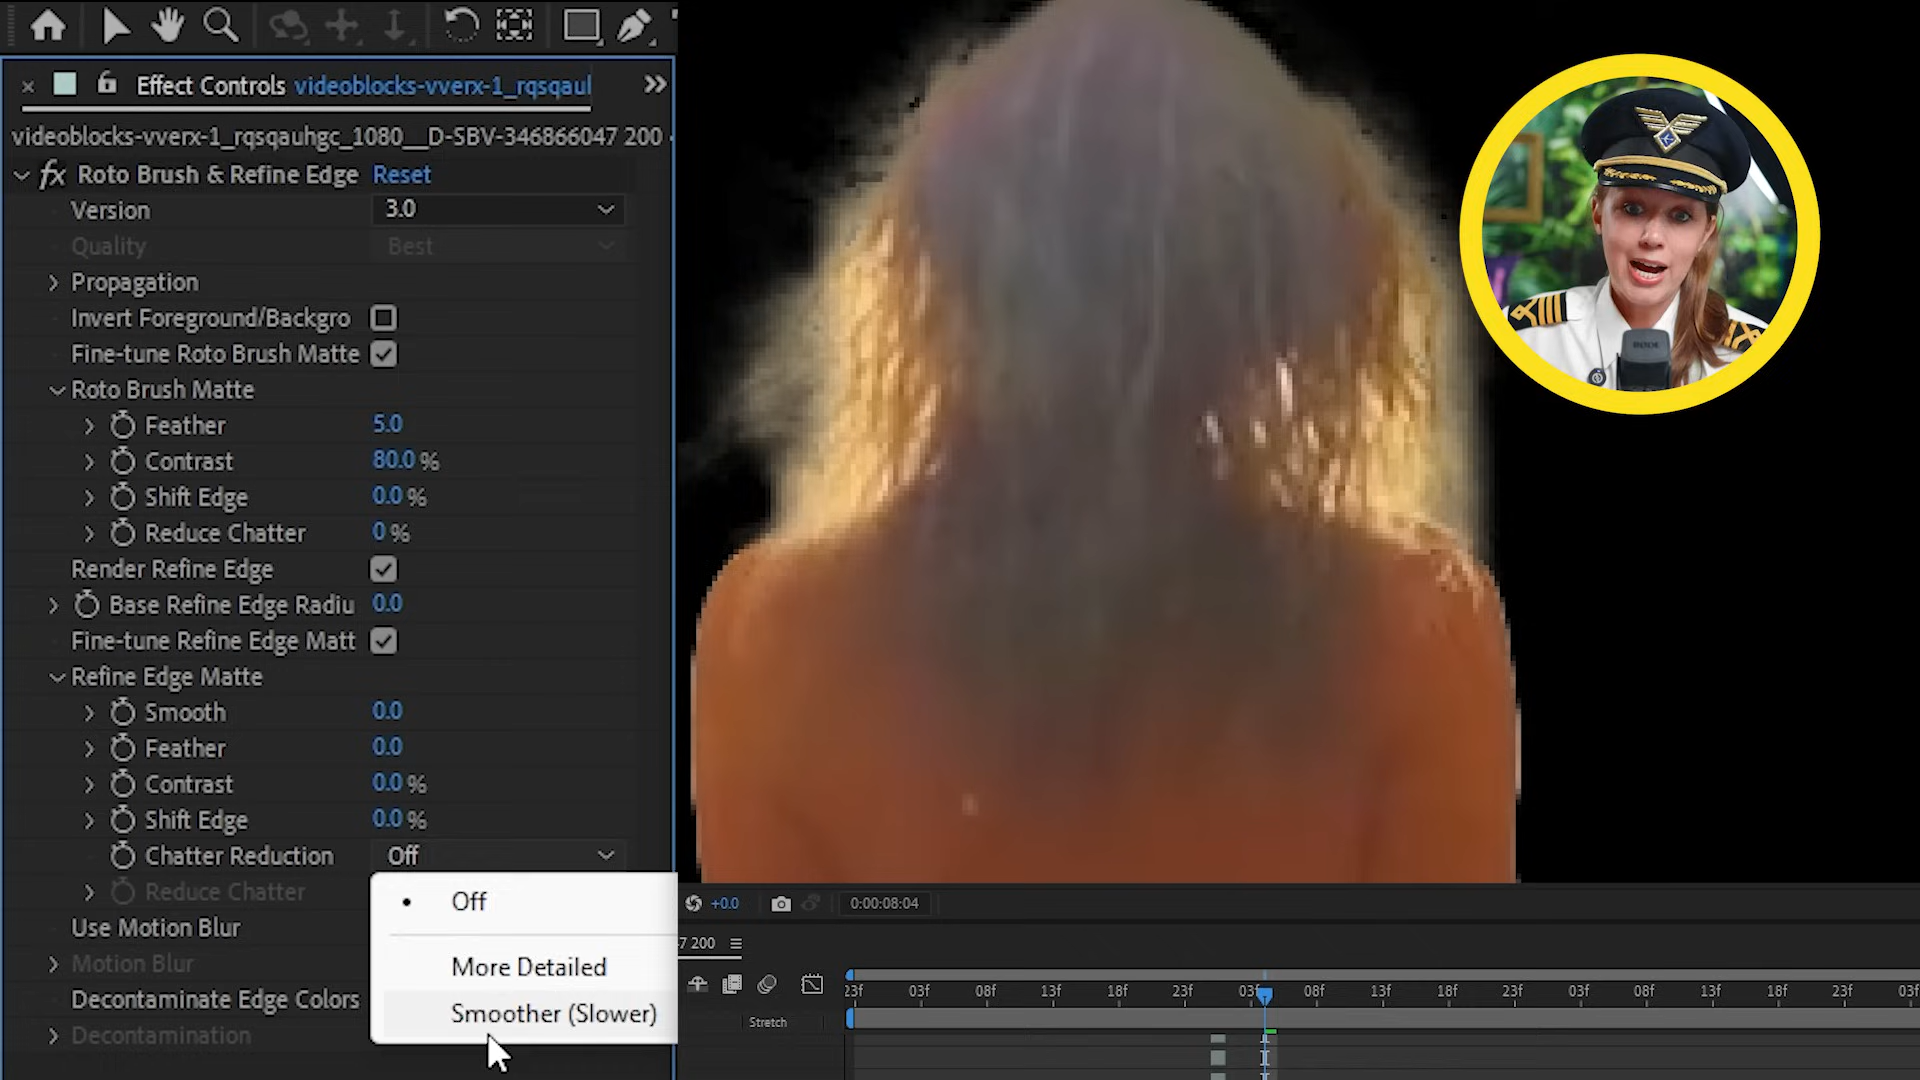 Effect Controls videoblocks-vverx-1_rqsqaul
videoblocks-vverx-1_rqsqauhgc_1080__D-SBV-346866047 200
fx Roto Brush & Refine Edge Reset
Version 3.0
Quality Best
Propagation
Invert Foreground/Backgro
Fine-tune Roto Brush Matte
Roto Brush Matte
Feather 5.0
Contrast 80.0 %
Shift Edge 0.0 %
Reduce Chatter 0 %
Render Refine Edge
Base Refine Edge Radiu 0.0
Fine-tune Refine Edge Matt
Refine Edge Matte
Smooth 0.0
Feather 0.0
Contrast 0.0 %
Shift Edge 0.0 %
Chatter Reduction Off
Reduce Chatter
Off
Use Motion Blur
Motion Blur
More Detailed
Decontaminate Edge Colors
Smoother (Slower)
Decontamination
+0.0 0:00:08:04
7 200
23f 03f 08f 13f 18f 23f 03f 08f 13f 18f 23f 03f 08f 13f 18f 23f 03f
Stretch
RODE